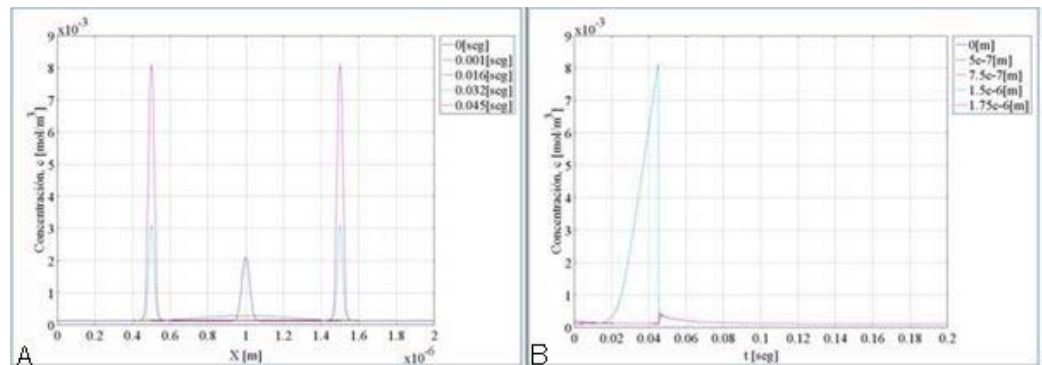 x10⁻³
9
8
7
6
5
4
3
2
1
0
Concentración, c [mol/m³]
0 0.2 0.4 0.6 0.8 1 1.2 1.4 1.6 1.8 2
x10⁻⁶
X [m]
0[seg]
0.001[seg]
0.016[seg]
0.032[seg]
0.045[seg]
A
x10⁻³
9
8
7
6
5
4
3
2
1
0
Concentración, c [mol/m³]
0 0.02 0.04 0.06 0.08 0.1 0.12 0.14 0.16 0.18 0.2
t [seg]
0[m]
5e-7[m]
7.5e-7[m]
1.5e-6[m]
1.75e-6[m]
B